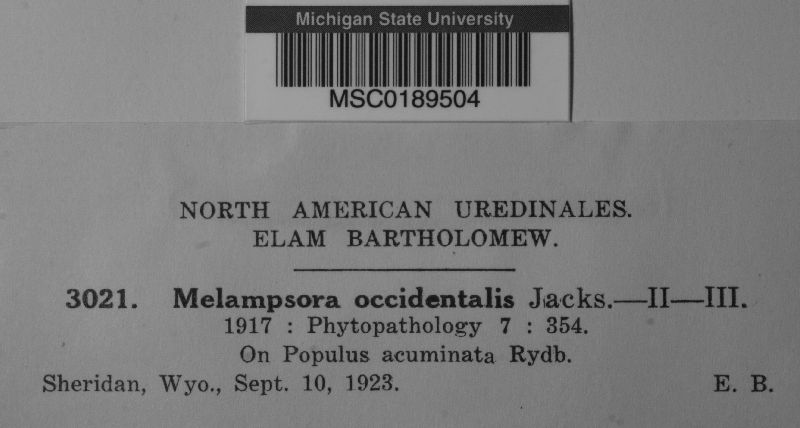 Michigan State University
MSC0189504
NORTH AMERICAN UREDINALES.
ELAM BARTHOLOMEW.
3021. Melampsora occidentalis Jacks.—II—III.
1917 : Phytopathology 7 : 354.
On Populus acuminata Rydb.
Sheridan, Wyo., Sept. 10, 1923. E. B.